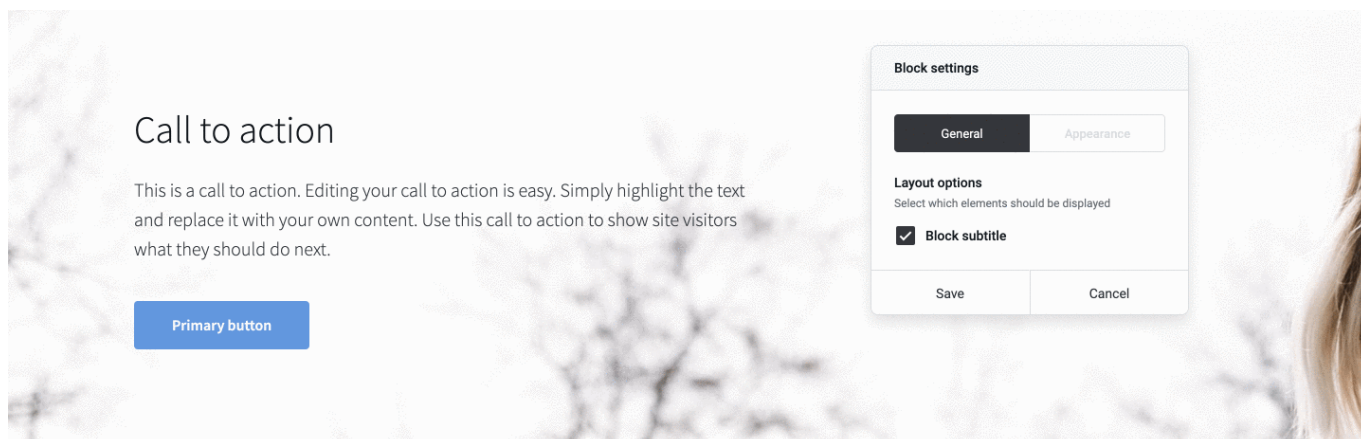 Call to action
This is a call to action. Editing your call to action is easy. Simply highlight the text
and replace it with your own content. Use this call to action to show site visitors
what they should do next.
Primary button
Block settings
General
Appearance
Layout options
Select which elements should be displayed
Block subtitle
Save
Cancel